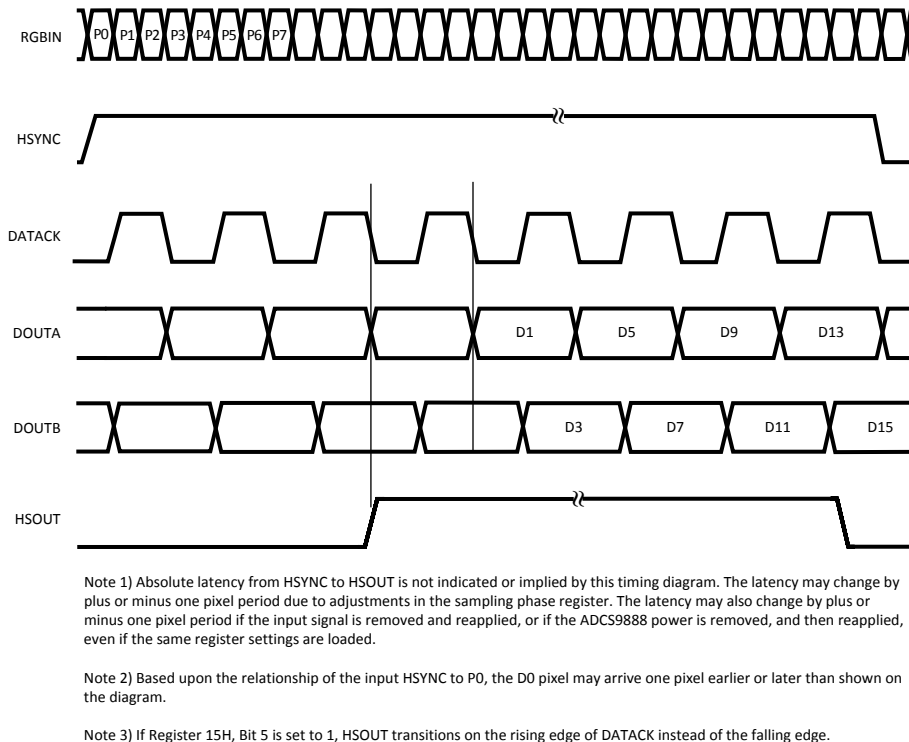 RGBIN P0 P1 P2 P3 P4 P5 P6 P7
HSYNC
DATACK
DOUTA D1 D5 D9 D13
DOUTB D3 D7 D11 D15
HSOUT
Note 1) Absolute latency from HSYNC to HSOUT is not indicated or implied by this timing diagram. The latency may change by
plus or minus one pixel period due to adjustments in the sampling phase register. The latency may also change by plus or
minus one pixel period if the input signal is removed and reapplied, or if the ADCS9888 power is removed, and then reapplied,
even if the same register settings are loaded.
Note 2) Based upon the relationship of the input HSYNC to P0, the D0 pixel may arrive one pixel earlier or later than shown on
the diagram.
Note 3) If Register 15H, Bit 5 is set to 1, HSOUT transitions on the rising edge of DATACK instead of the falling edge.